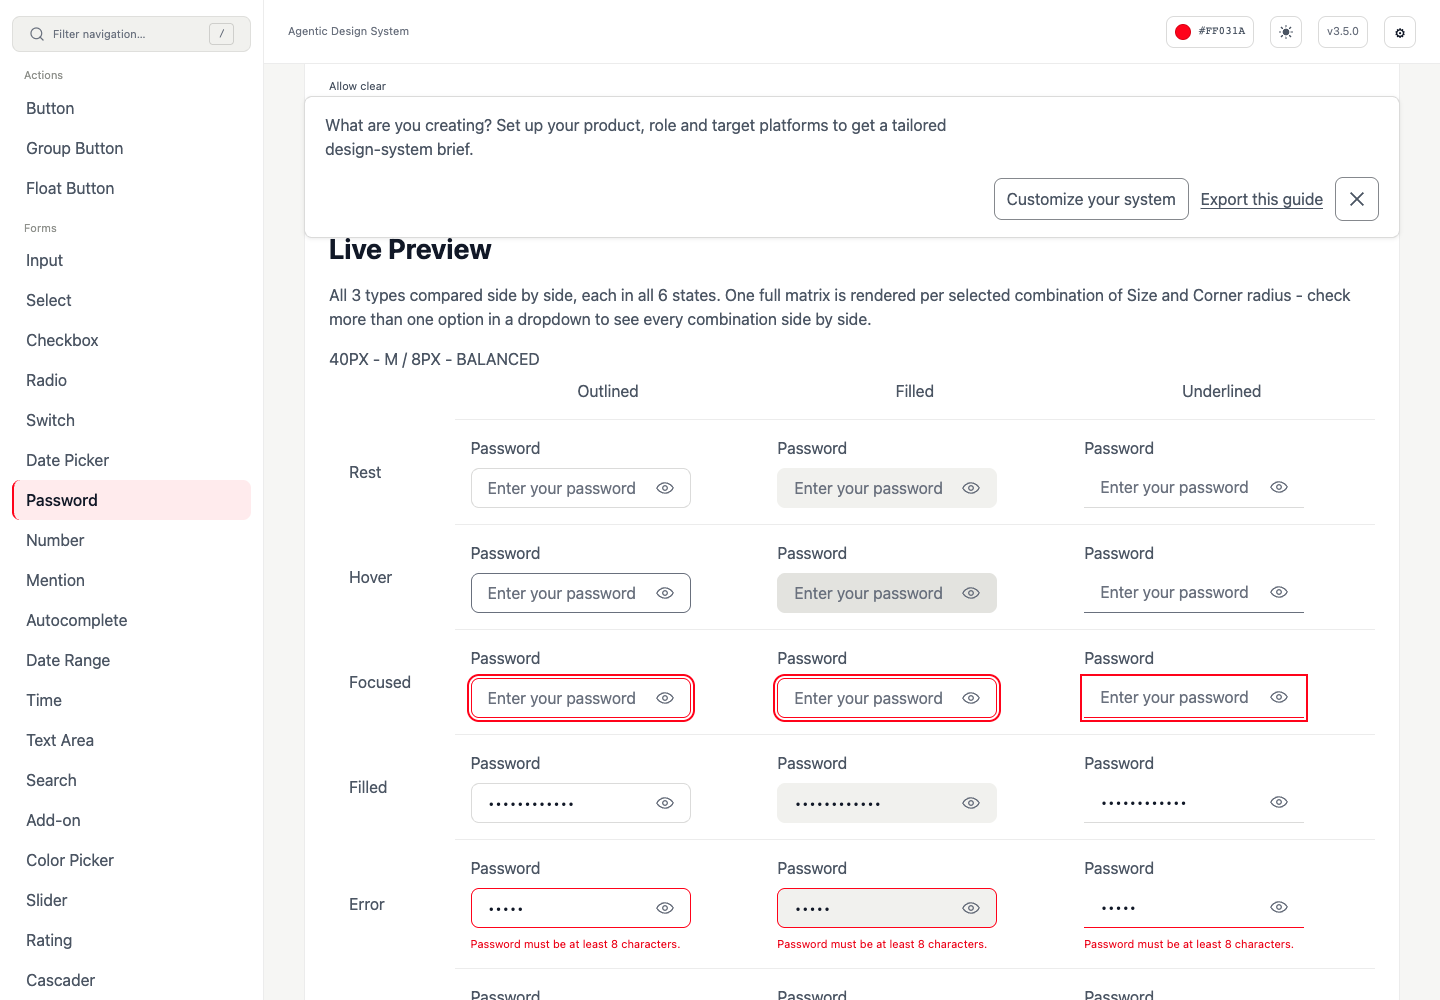 Filter navigation...
/
Actions
Button
Group Button
Float Button
Forms
Input
Select
Checkbox
Radio
Switch
Date Picker
Password
Number
Mention
Autocomplete
Date Range
Time
Text Area
Search
Add-on
Color Picker
Slider
Rating
Cascader
Agentic Design System
#FF031A
v3.5.0
Allow clear
What are you creating? Set up your product, role and target platforms to get a tailored
design-system brief.
Customize your system
Export this guide
Live Preview
All 3 types compared side by side, each in all 6 states. One full matrix is rendered per selected combination of Size and Corner radius - check
more than one option in a dropdown to see every combination side by side.
40PX - M / 8PX - BALANCED
Outlined Filled Underlined
Password Password Password
Rest
Enter your password Enter your password Enter your password
Password Password Password
Hover
Enter your password Enter your password Enter your password
Password Password Password
Focused
Enter your password Enter your password Enter your password
Password Password Password
Filled
•••••••••••• •••••••••••• ••••••••••••
Password Password Password
Error
••••• ••••• •••••
Password must be at least 8 characters. Password must be at least 8 characters. Password must be at least 8 characters.
Password Password Password